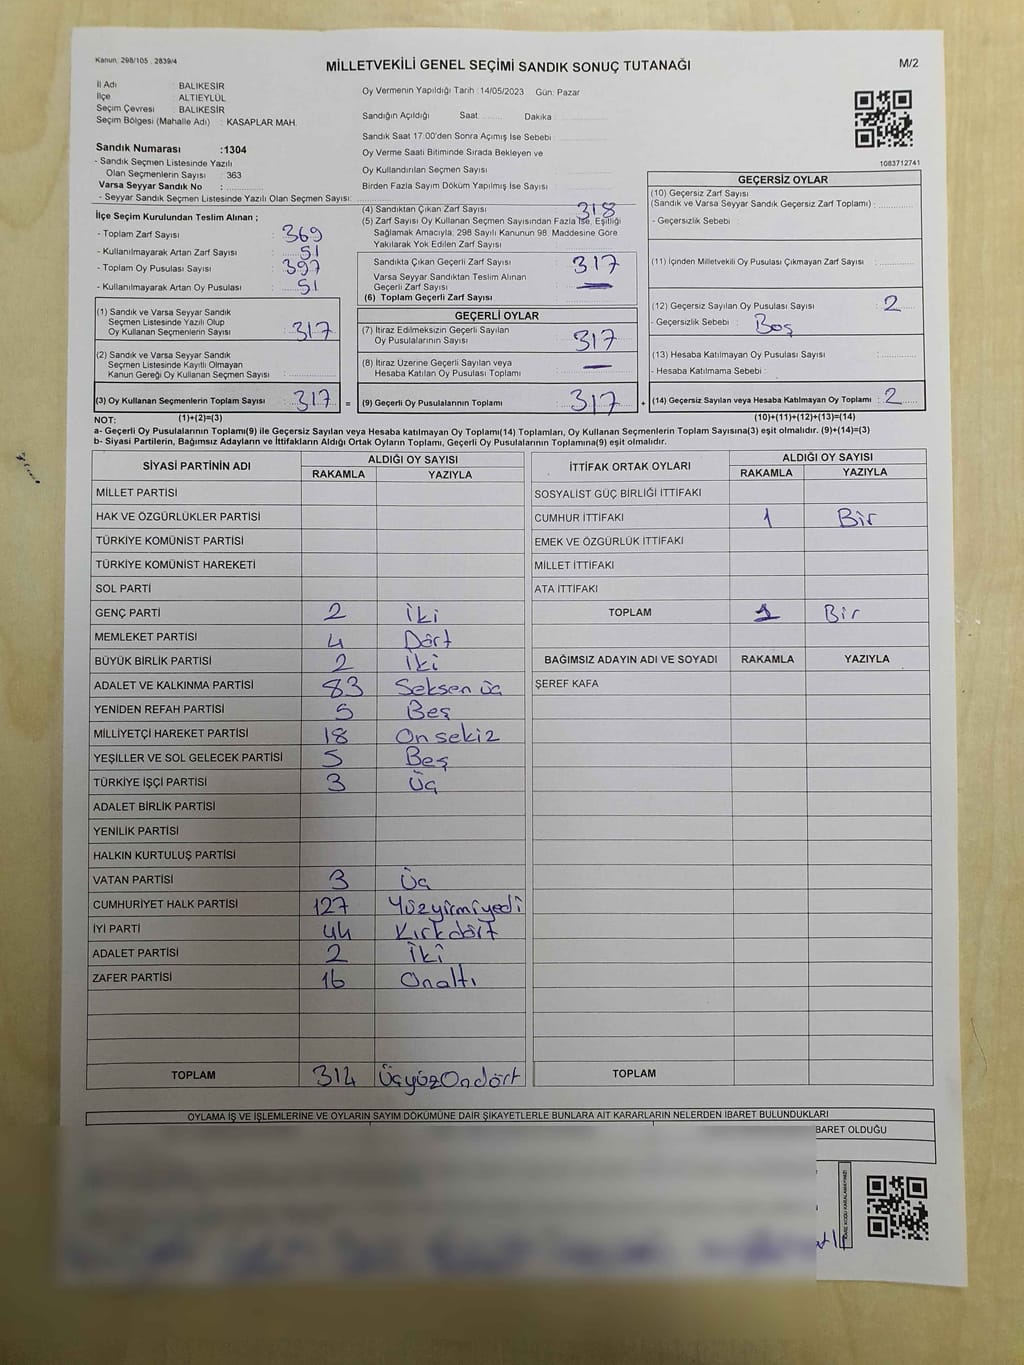 Kanun. 298/105 , 2839/4
MİLLETVEKİLİ GENEL SEÇİMİ SANDIK SONUÇ TUTANAĞI
M/2
İl Adı : BALIKESİR
İlçe : ALTIEYLÜL
Seçim Çevresi : BALIKESİR
Seçim Bölgesi (Mahalle Adı) : KASAPLAR MAH.
Oy Vermenin Yapıldığı Tarih :14/05/2023 Gün: Pazar
Sandığın Açıldığı Saat....... Dakika :
Sandık Saat 17:00'den Sonra Açılmış İse Sebebi :
Oy Verme Saati Bitiminde Sırada Bekleyen ve
Oy Kullandırılan Seçmen Sayısı
Birden Fazla Sayım Döküm Yapılmış İse Sayısı
1083712741
Sandık Numarası :1304
- Sandık Seçmen Listesinde Yazılı
Olan Seçmenlerin Sayısı : 363
Varsa Seyyar Sandık No :
- Seyyar Sandık Seçmen Listesinde Yazılı Olan Seçmen Sayısı:
İlçe Seçim Kurulundan Teslim Alınan ;
- Toplam Zarf Sayısı : 369
- Kullanılmayarak Artan Zarf Sayısı : 51
- Toplam Oy Pusulası Sayısı : 397
- Kullanılmayarak Artan Oy Pusulası : 51
(1) Sandık ve Varsa Seyyar Sandık
Seçmen Listesinde Yazılı Olup
Oy Kullanan Seçmenlerin Sayısı : 317
(2) Sandık ve Varsa Seyyar Sandık
Seçmen Listesinde Kayıtlı Olmayan
Kanun Gereği Oy Kullanan Seçmen Sayısı :
(3) Oy Kullanan Seçmenlerin Toplam Sayısı : 317 =
(4) Sandıktan Çıkan Zarf Sayısı 318
(5) Zarf Sayısı Oy Kullanan Seçmen Sayısından Fazla İse, Eşitliği
Sağlamak Amacıyla, 298 Sayılı Kanunun 98. Maddesine Göre
Yakılarak Yok Edilen Zarf Sayısı
Sandıkta Çıkan Geçerli Zarf Sayısı : 317
Varsa Seyyar Sandıktan Teslim Alınan
Geçerli Zarf Sayısı : —
(6) Toplam Geçerli Zarf Sayısı
GEÇERLİ OYLAR
(7) İtiraz Edilmeksizin Geçerli Sayılan
Oy Pusulalarının Sayısı : 317
(8) İtiraz Üzerine Geçerli Sayılan veya
Hesaba Katılan Oy Pusulası Toplamı : —
(9) Geçerli Oy Pusulalarının Toplamı : 317 +
GEÇERSİZ OYLAR
(10) Geçersiz Zarf Sayısı
(Sandık ve Varsa Seyyar Sandık Geçersiz Zarf Toplamı) :
- Geçersizlik Sebebi :
(11) İçinden Milletvekili Oy Pusulası Çıkmayan Zarf Sayısı :
(12) Geçersiz Sayılan Oy Pusulası Sayısı : 2
- Geçersizlik Sebebi : Boş
(13) Hesaba Katılmayan Oy Pusulası Sayısı :
- Hesaba Katılmama Sebebi :
(14) Geçersiz Sayılan veya Hesaba Katılmayan Oy Toplamı : 2
NOT: (1)+(2)=(3)
(10)+(11)+(12)+(13)=(14)
a- Geçerli Oy Pusulalarının Toplamı(9) ile Geçersiz Sayılan veya Hesaba Katılmayan Oy Toplamı(14) Toplamları, Oy Kullanan Seçmenlerin Toplam Sayısına(3) eşit olmalıdır. (9)+(14)=(3)
b- Siyasi Partilerin, Bağımsız Adayların ve İttifakların Aldığı Ortak Oyların Toplamı, Geçerli Oy Pusulalarının Toplamına(9) eşit olmalıdır.
SİYASİ PARTİNİN ADI ALDIĞI OY SAYISI
RAKAMLA YAZIYLA
MİLLET PARTİSİ
HAK VE ÖZGÜRLÜKLER PARTİSİ
TÜRKİYE KOMÜNİST PARTİSİ
TÜRKİYE KOMÜNİST HAREKETİ
SOL PARTİ
GENÇ PARTİ 2 İki
MEMLEKET PARTİSİ 4 Dört
BÜYÜK BİRLİK PARTİSİ 2 İki
ADALET VE KALKINMA PARTİSİ 83 Seksen üç
YENİDEN REFAH PARTİSİ 5 Beş
MİLLİYETÇİ HAREKET PARTİSİ 18 On sekiz
YEŞİLLER VE SOL GELECEK PARTİSİ 5 Beş
TÜRKİYE İŞÇİ PARTİSİ 3 Üç
ADALET BİRLİK PARTİSİ
YENİLİK PARTİSİ
HALKIN KURTULUŞ PARTİSİ
VATAN PARTİSİ 3 Üç
CUMHURİYET HALK PARTİSİ 127 Yüzyirmiyedi
İYİ PARTİ 44 Kırkdört
ADALET PARTİSİ 2 İki
ZAFER PARTİSİ 16 Onaltı
TOPLAM 314 ÜçyüzOndört
İTTİFAK ORTAK OYLARI ALDIĞI OY SAYISI
RAKAMLA YAZIYLA
SOSYALİST GÜÇ BİRLİĞİ İTTİFAKI
CUMHUR İTTİFAKI 1 Bir
EMEK VE ÖZGÜRLÜK İTTİFAKI
MİLLET İTTİFAKI
ATA İTTİFAKI
TOPLAM 1 Bir
BAĞIMSIZ ADAYIN ADI VE SOYADI RAKAMLA YAZIYLA
ŞEREF KAFA
TOPLAM
OYLAMA İŞ VE İŞLEMLERİNE VE OYLARIN SAYIM DÖKÜMÜNE DAİR ŞİKAYETLERLE BUNLARA AİT KARARLARIN NELERDEN İBARET BULUNDUKLARI
BARET OLDUĞU